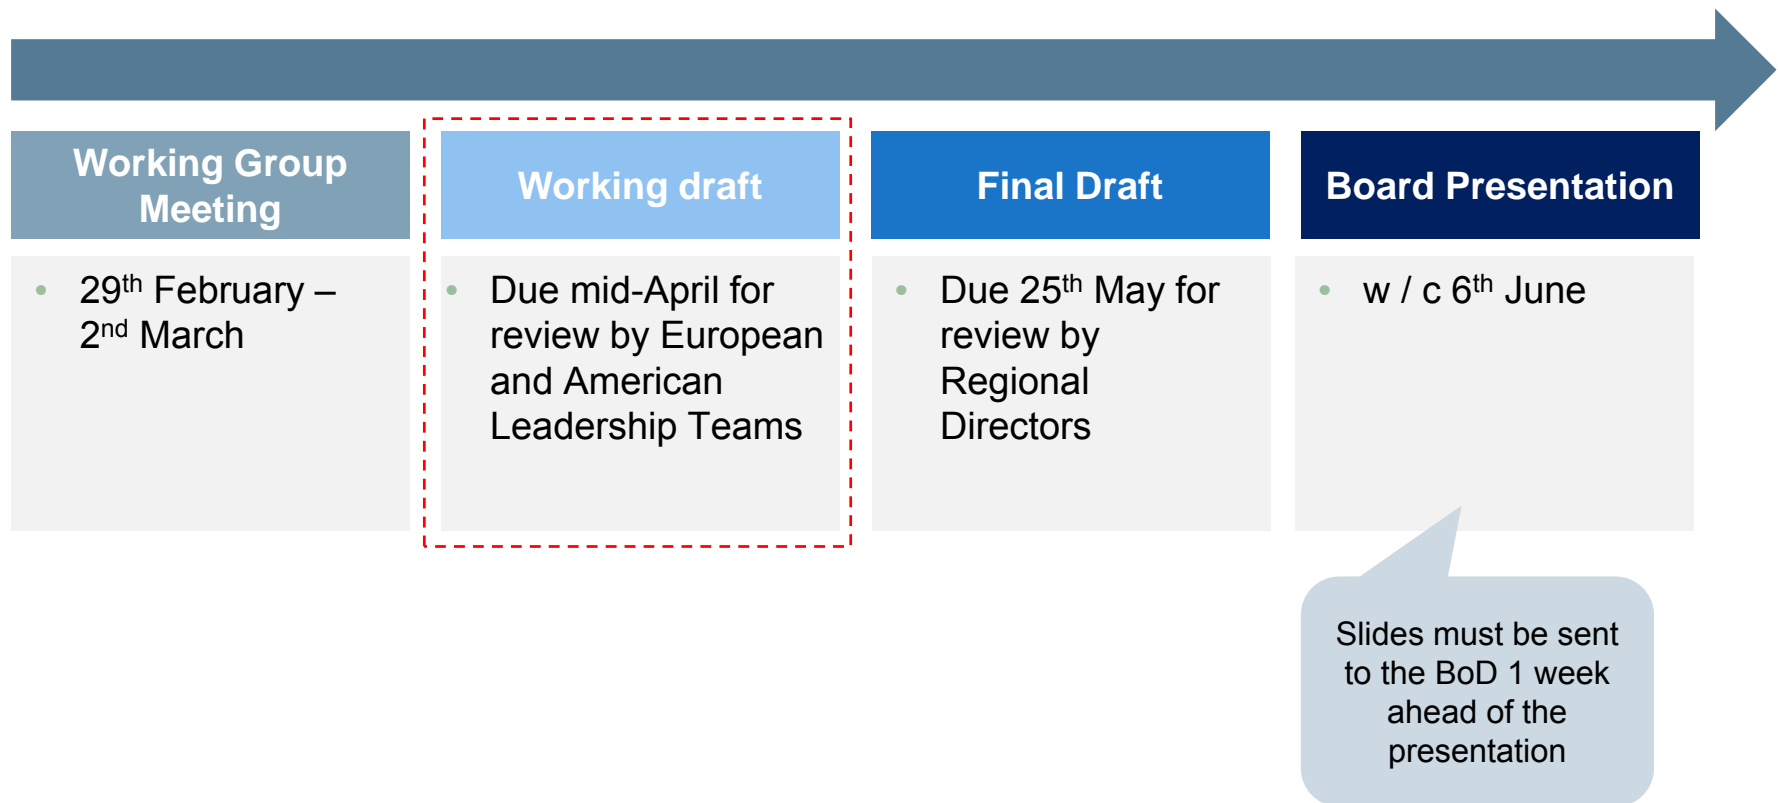 Working Group
Meeting
Working draft
Final Draft
Board Presentation
• 29th February –
2nd March
• Due mid-April for
review by European
and American
Leadership Teams
• Due 25th May for
review by
Regional
Directors
• w / c 6th June
Slides must be sent
to the BoD 1 week
ahead of the
presentation